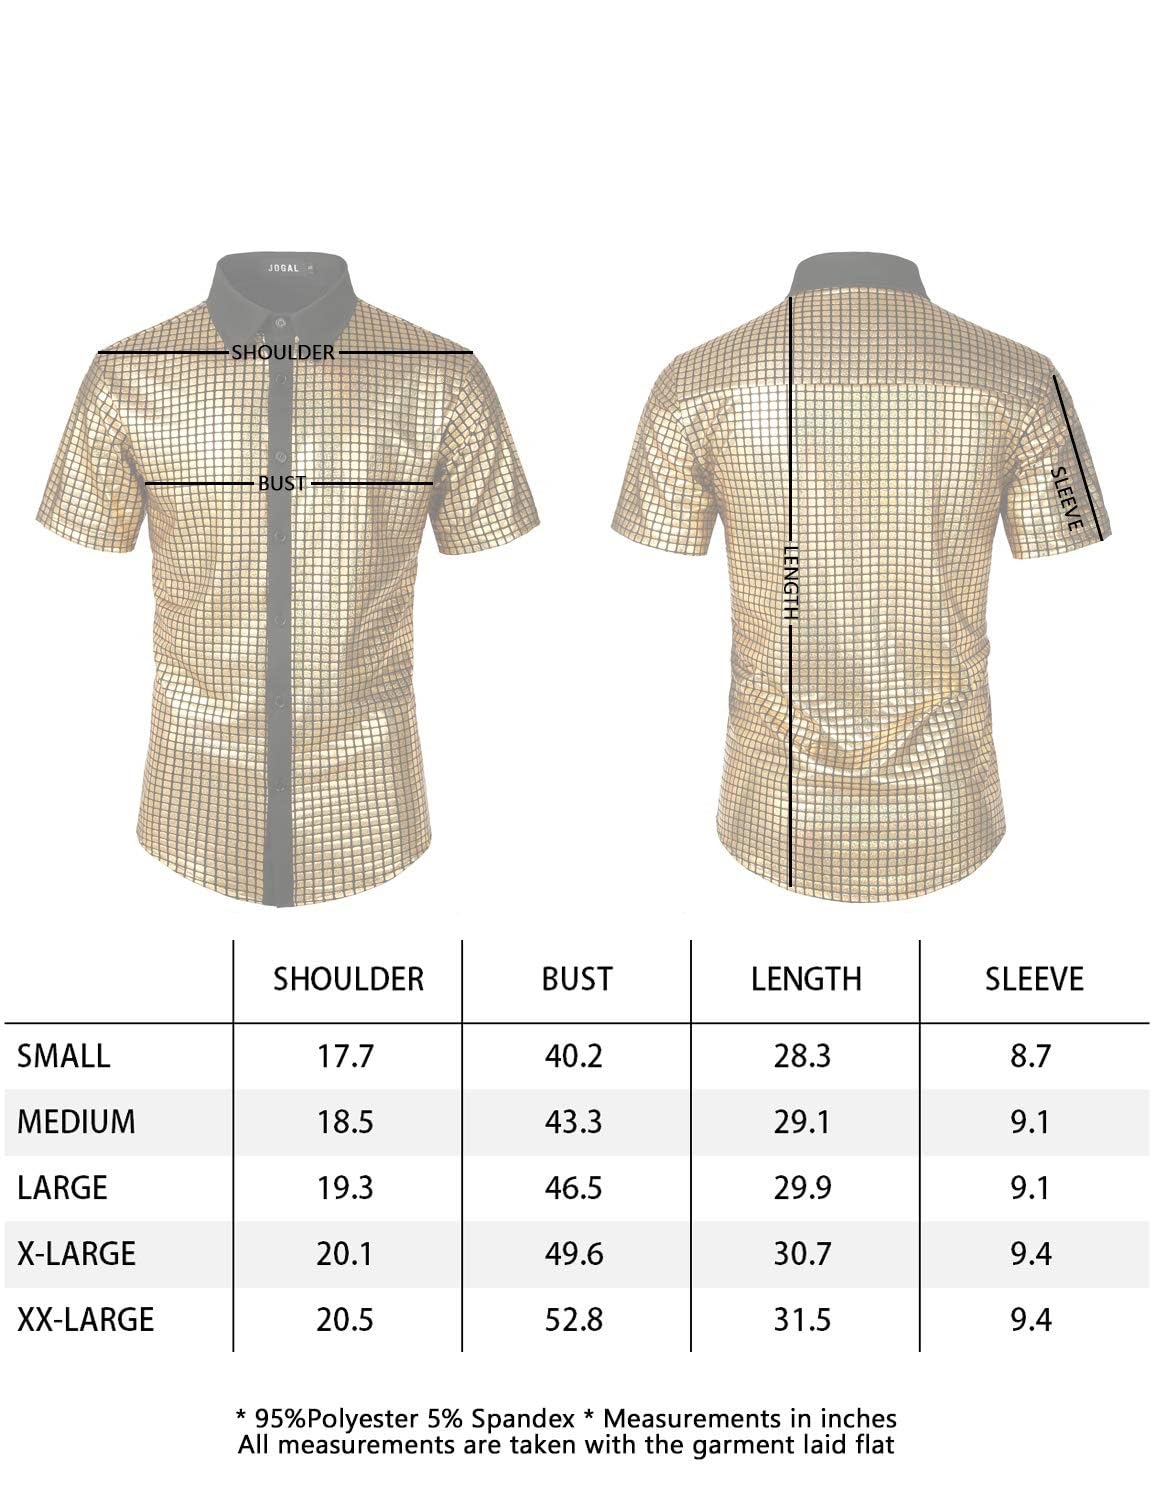 JOGAL
SHOULDER
BUST
LENGTH
SLEEVE
SHOULDER BUST LENGTH SLEEVE
SMALL 17.7 40.2 28.3 8.7
MEDIUM 18.5 43.3 29.1 9.1
LARGE 19.3 46.5 29.9 9.1
X-LARGE 20.1 49.6 30.7 9.4
XX-LARGE 20.5 52.8 31.5 9.4
* 95%Polyester 5% Spandex * Measurements in inches
All measurements are taken with the garment laid flat